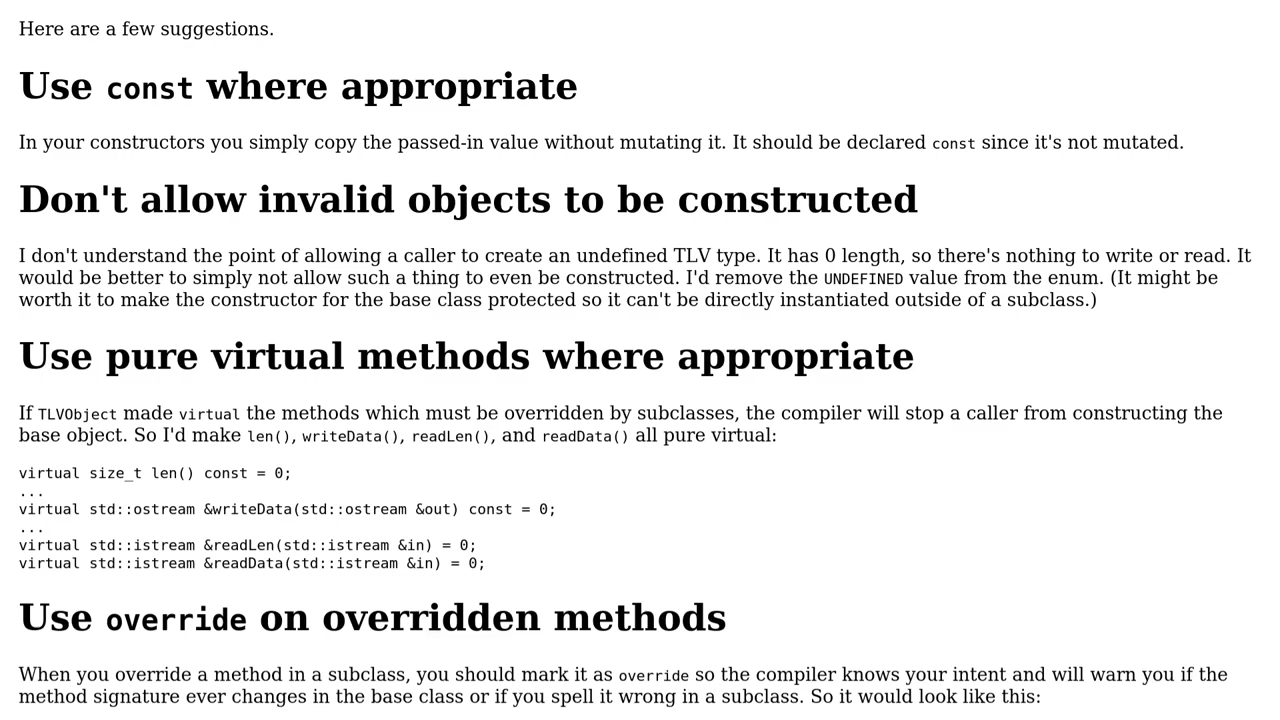 Here are a few suggestions.
Use const where appropriate
In your constructors you simply copy the passed-in value without mutating it. It should be declared const since it's not mutated.
Don't allow invalid objects to be constructed
I don't understand the point of allowing a caller to create an undefined TLV type. It has 0 length, so there's nothing to write or read. It
would be better to simply not allow such a thing to even be constructed. I'd remove the UNDEFINED value from the enum. (It might be
worth it to make the constructor for the base class protected so it can't be directly instantiated outside of a subclass.)
Use pure virtual methods where appropriate
If TLVObject made virtual the methods which must be overridden by subclasses, the compiler will stop a caller from constructing the
base object. So I'd make len(), writeData(), readLen(), and readData() all pure virtual:
virtual size_t len() const = 0;
...
virtual std::ostream &writeData(std::ostream &out) const = 0;
...
virtual std::istream &readLen(std::istream &in) = 0;
virtual std::istream &readData(std::istream &in) = 0;
Use override on overridden methods
When you override a method in a subclass, you should mark it as override so the compiler knows your intent and will warn you if the
method signature ever changes in the base class or if you spell it wrong in a subclass. So it would look like this: